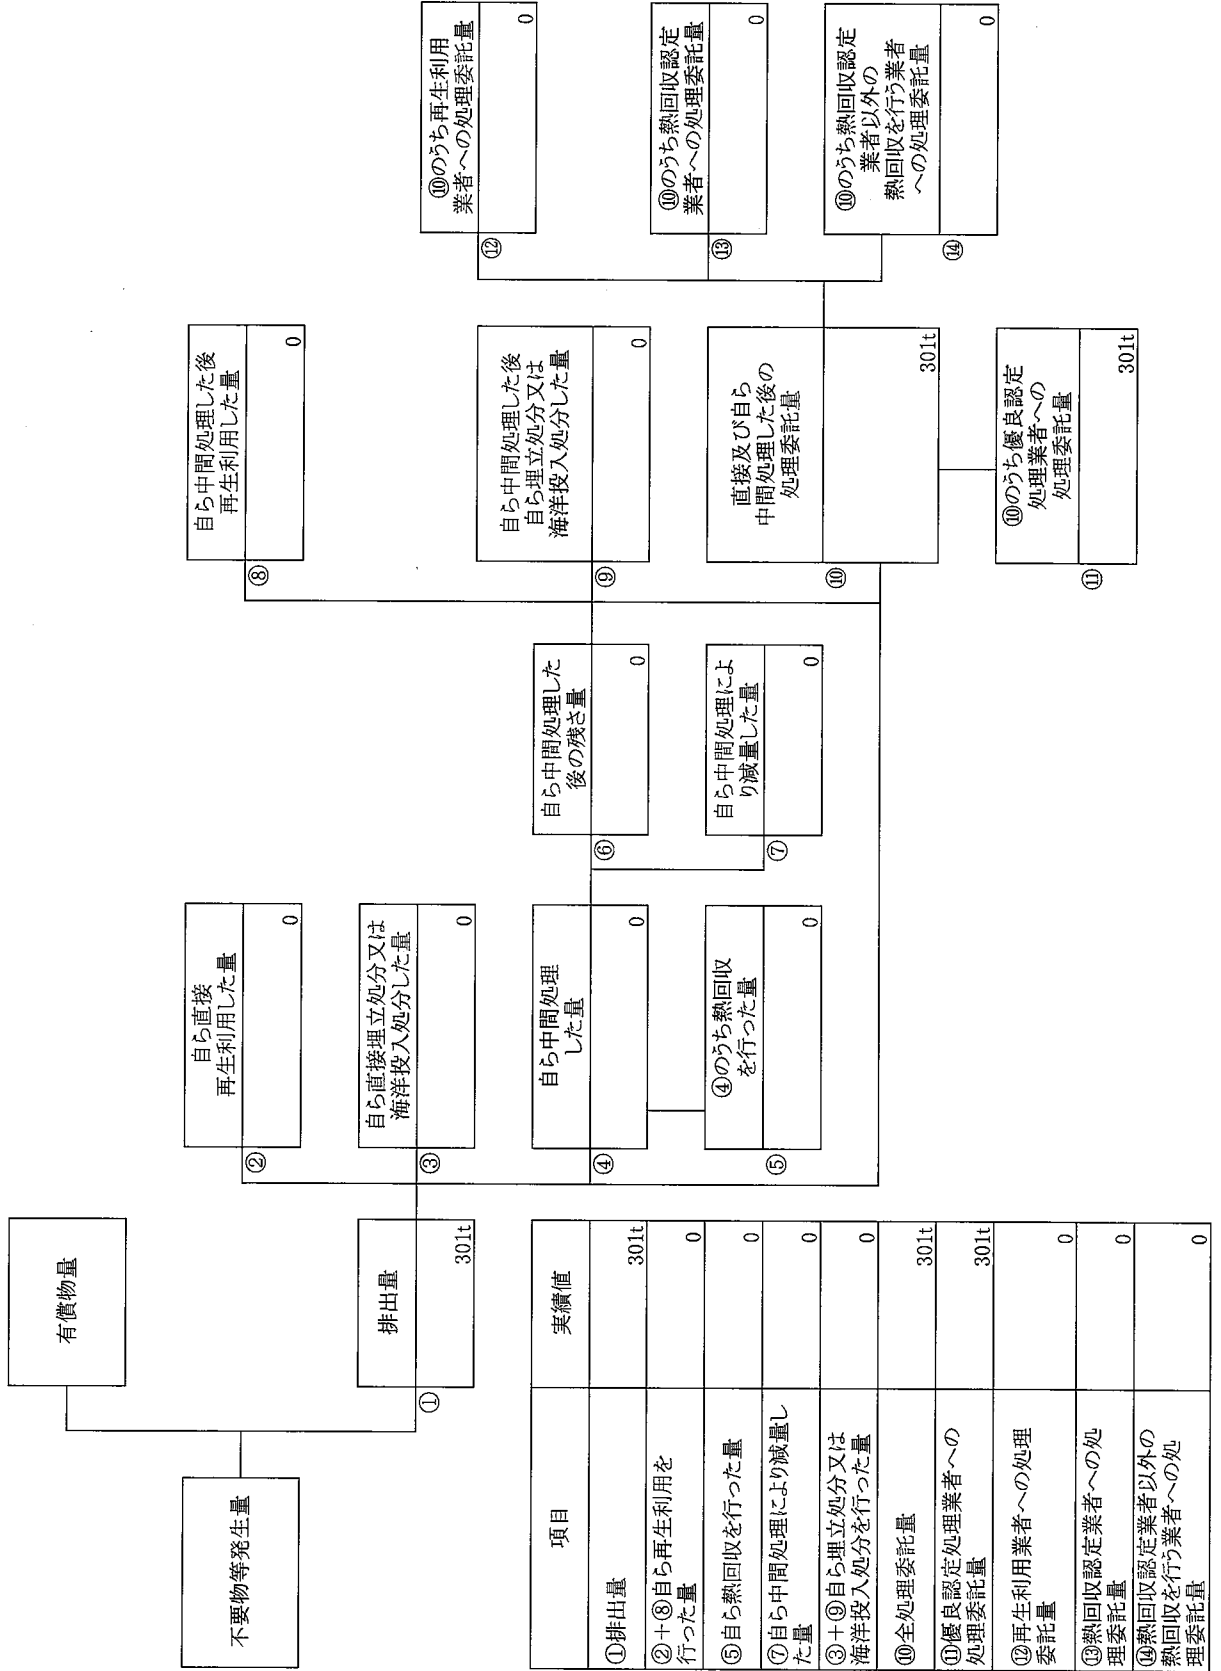 不要物等発生量
有償物量
①
排出量
301t
②
自ら直接
再生利用した量
0
③
自ら直接埋立処分又は
海洋投入処分した量
0
④
自ら中間処理
した量
0
⑤
④のうち熱回収
を行った量
0
⑥
自ら中間処理した
後の残さ量
0
⑦
自ら中間処理によ
り減量した量
0
⑧
自ら中間処理した後
再生利用した量
0
⑨
自ら中間処理した後
自ら埋立処分又は
海洋投入処分した量
0
⑩
直接及び自ら
中間処理した後の
処理委託量
301t
⑪
⑩のうち優良認定
処理業者への
処理委託量
301t
⑫
⑩のうち再生利用
業者への処理委託量
0
⑬
⑩のうち熱回収認定
業者への処理委託量
0
⑭
⑩のうち熱回収認定
業者以外の
熱回収を行う業者
への処理委託量
0
項目 実績値
①排出量 301t
②+⑧自ら再生利用を
行った量 0
⑤自ら熱回収を行った量 0
⑦自ら中間処理により減量し
た量 0
③+⑨自ら埋立処分又は
海洋投入処分を行った量 0
⑩全処理委託量 301t
⑪優良認定処理業者への
処理委託量 301t
⑫再生利用業者への処理
委託量 0
⑬熱回収認定業者への処
理委託量 0
⑭熱回収認定業者以外の
熱回収を行う業者への処
理委託量 0